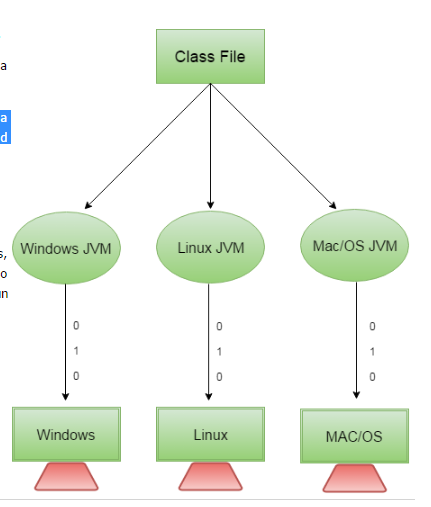 Class File
a
a
d
Windows JVM
Linux JVM
Mac/OS JVM
s,
o
un
0 0 0
1 1 1
0 0 0
Windows
Linux
MAC/OS